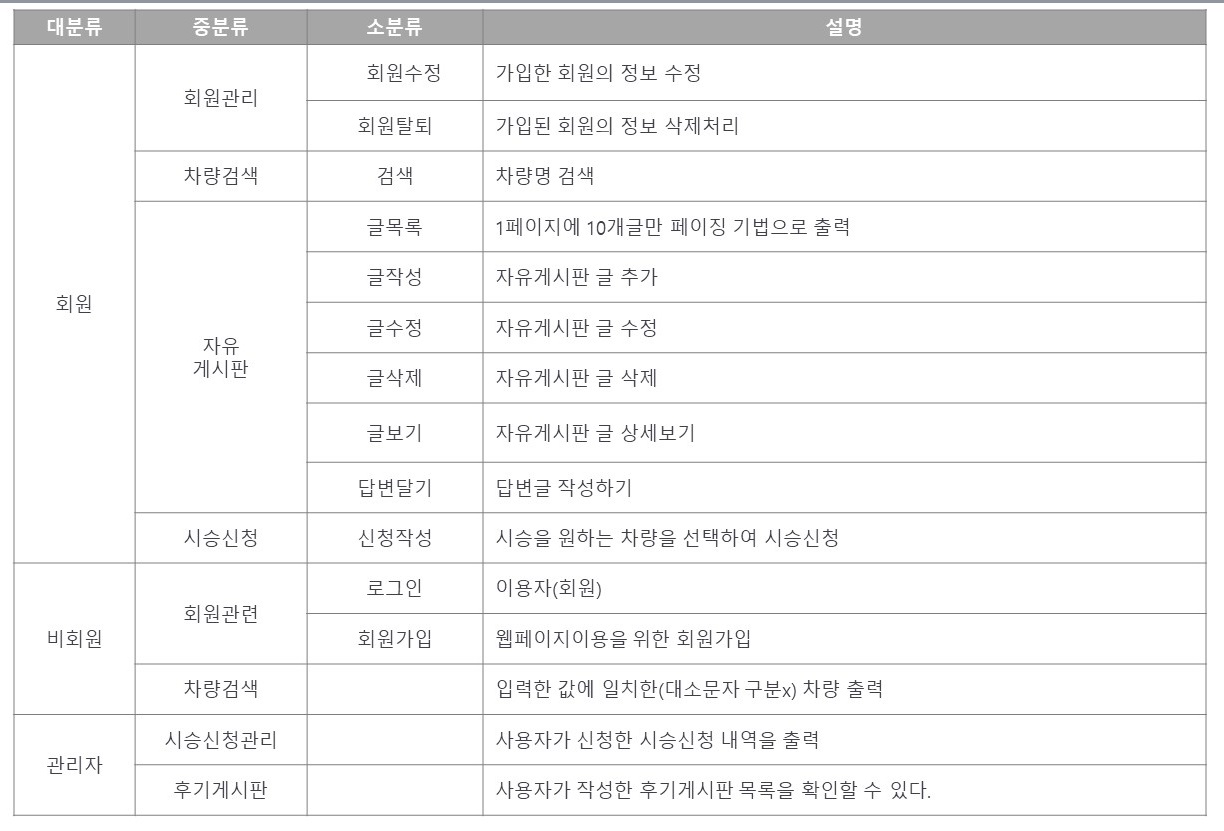 대분류 중분류 소분류 설명
회원 회원관리 회원수정 가입한 회원의 정보 수정
회원탈퇴 가입된 회원의 정보 삭제처리
차량검색 검색 차량명 검색
자유
게시판
글목록 1페이지에 10개글만 페이징 기법으로 출력
글작성 자유게시판 글 추가
글수정 자유게시판 글 수정
글삭제 자유게시판 글 삭제
글보기 자유게시판 글 상세보기
답변달기 답변글 작성하기
시승신청 신청작성 시승을 원하는 차량을 선택하여 시승신청
비회원 회원관련 로그인 이용자(회원)
회원가입 웹페이지이용을 위한 회원가입
차량검색 입력한 값에 일치한(대소문자 구분x) 차량 출력
관리자 시승신청관리 사용자가 신청한 시승신청 내역을 출력
후기게시판 사용자가 작성한 후기게시판 목록을 확인할 수 있다.